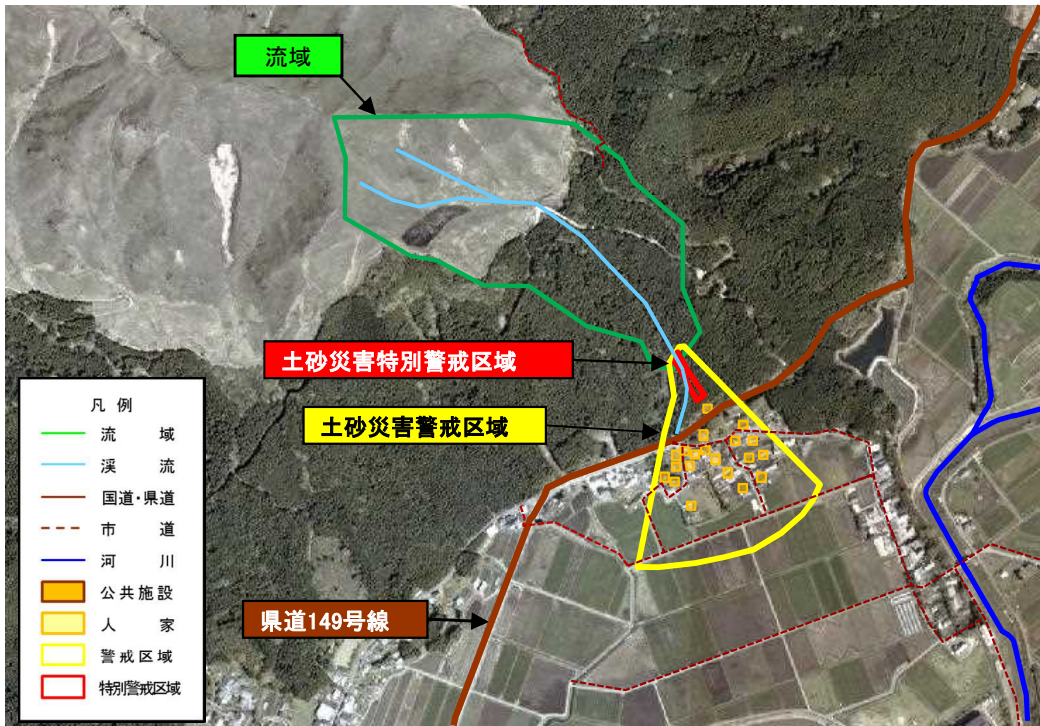 流域
土砂災害特別警戒区域
土砂災害警戒区域
県道149号線
凡 例
流 域
渓 流
国道・県道
市 道
河 川
公共施設
人 家
警戒区域
特別警戒区域